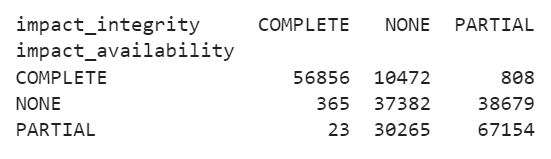 impact_integrity COMPLETE NONE PARTIAL
impact_availability
COMPLETE 56856 10472 808
NONE 365 37382 38679
PARTIAL 23 30265 67154